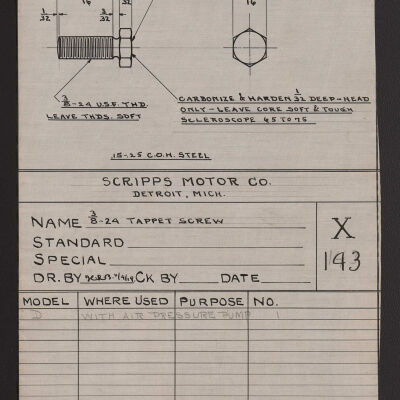 16
16
1/32
3/32
3/8-24 U.S.F. THD.
LEAVE THDS. SOFT
CARBONIZE & HARDEN 1/32 DEEP-HEAD
ONLY-LEAVE CORE SOFT & TOUGH
SCLEROSCOPE 65 TO 75
15-25 C.O.H. STEEL
SCRIPPS MOTOR CO.
DETROIT, MICH.
NAME 3/8-24 TAPPET SCREW
STANDARD
SPECIAL
DR. BY CK BY DATE
X
143
MODEL WHERE USED PURPOSE NO.
D WITH AIR PRESSURE PUMP 1